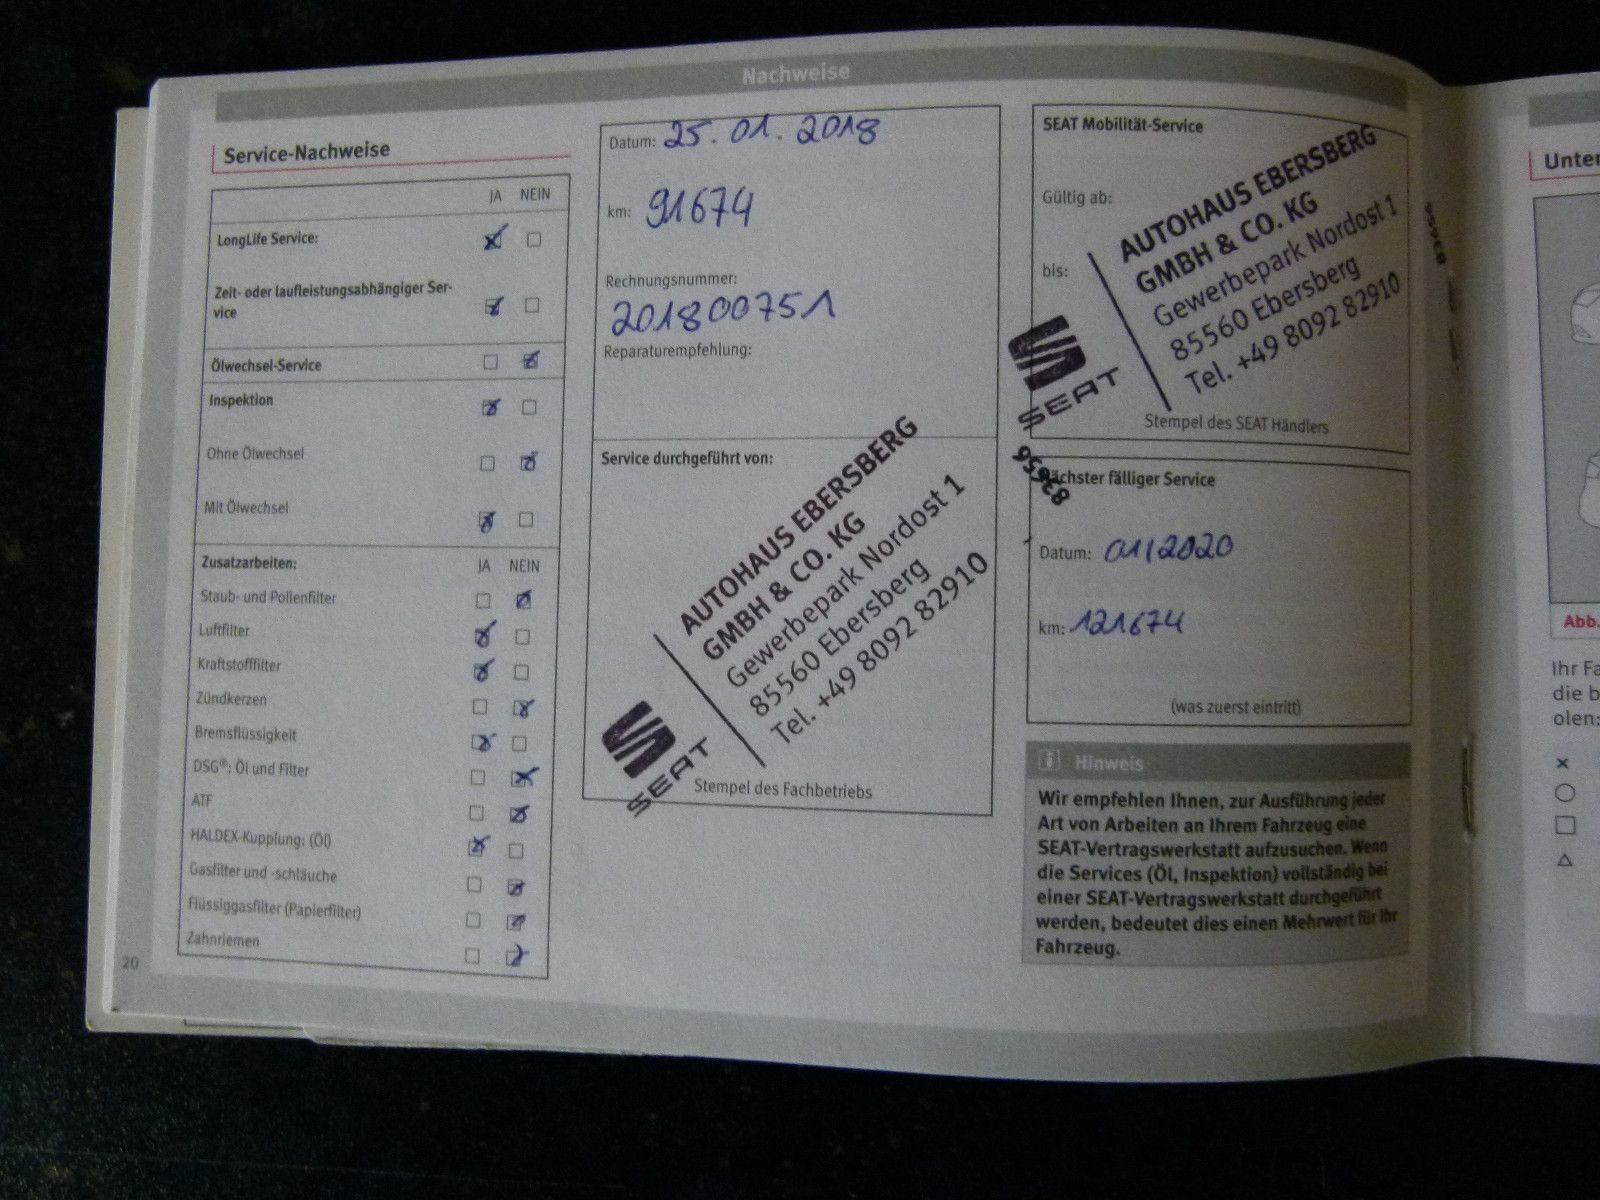 Nachweise
Service-Nachweise
JA NEIN
LongLife Service:
Zeit- oder laufleistungsabhängiger Ser-
vice
Ölwechsel-Service
Inspektion
Ohne Ölwechsel
Mit Ölwechsel
Zusatzarbeiten: JA NEIN
Staub- und Pollenfilter
Luftfilter
Kraftstofffilter
Zündkerzen
Bremsflüssigkeit
DSG®: Öl und Filter
ATF
HALDEX-Kupplung: (Öl)
Gasfilter und -schläuche
Flüssiggasfilter (Papierfilter)
Zahnriemen
20
Datum: 25.01.2018
km: 91674
Rechnungsnummer:
201800751
Reparaturempfehlung:
Service durchgeführt von:
AUTOHAUS EBERSBERG
GMBH & CO. KG
Gewerbepark Nordost 1
85560 Ebersberg
Tel. +49 8092 82910
SEAT
Stempel des Fachbetriebs
SEAT Mobilität-Service
Gültig ab:
bis:
AUTOHAUS EBERSBERG
GMBH & CO. KG
Gewerbepark Nordost 1
85560 Ebersberg
Tel. +49 8092 82910
SEAT
Stempel des SEAT Händlers
83656
83656
Nächster fälliger Service
Datum: 01/2020
km: 121674
(was zuerst eintritt)
Hinweis
Wir empfehlen Ihnen, zur Ausführung jeder
Art von Arbeiten an Ihrem Fahrzeug eine
SEAT-Vertragswerkstatt aufzusuchen. Wenn
die Services (Öl, Inspektion) vollständig bei
einer SEAT-Vertragswerkstatt durchgeführt
werden, bedeutet dies einen Mehrwert für Ihr
Fahrzeug.
Unter
Abb.
Ihr Fa
die b
olen: